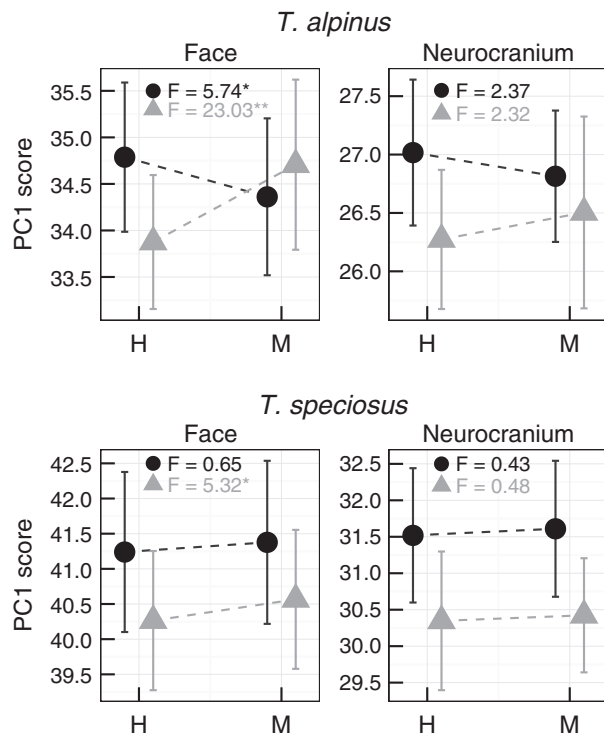 T. alpinus
Face
Neurocranium
PC1 score
35.5
35.0
34.5
34.0
33.5
F = 5.74*
F = 23.03**
H
M
27.5
27.0
26.5
26.0
F = 2.37
F = 2.32
H
M
T. speciosus
Face
Neurocranium
PC1 score
42.5
42.0
41.5
41.0
40.5
40.0
39.5
F = 0.65
F = 5.32*
H
M
32.5
32.0
31.5
31.0
30.5
30.0
29.5
F = 0.43
F = 0.48
H
M